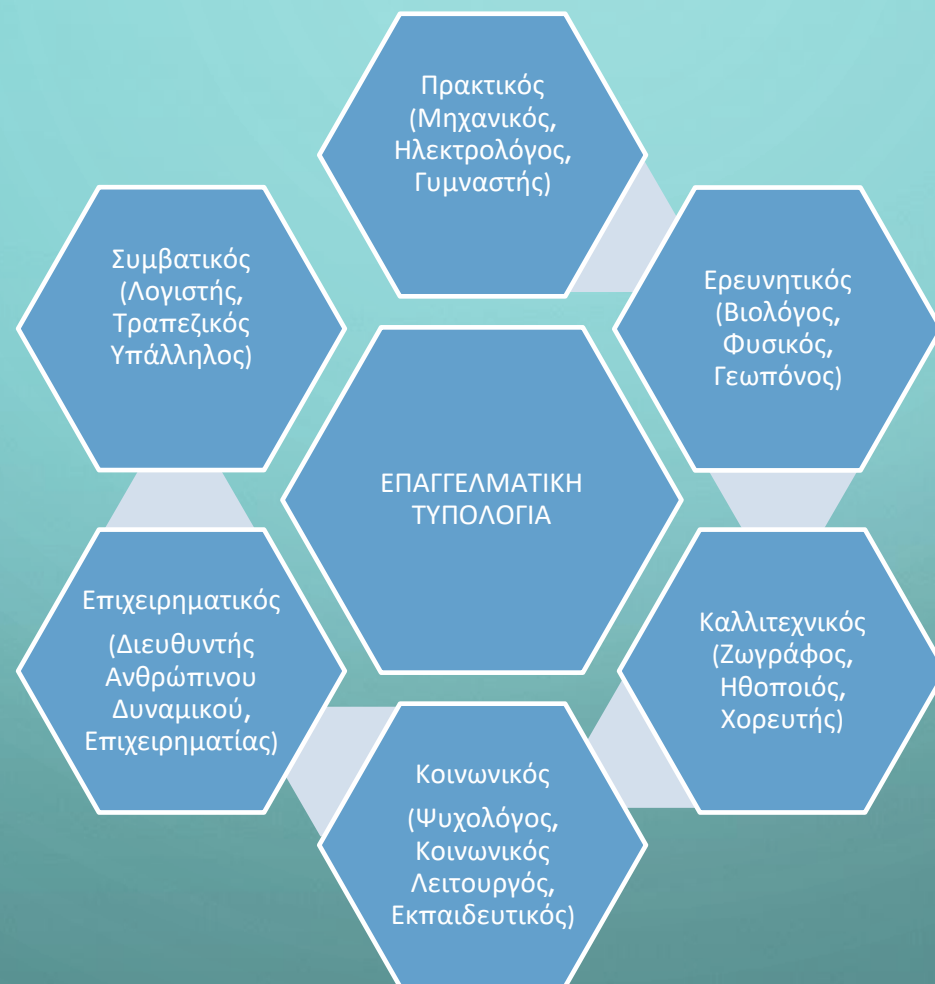 Πρακτικός
(Μηχανικός,
Ηλεκτρολόγος,
Γυμναστής)
Ερευνητικός
(Βιολόγος,
Φυσικός,
Γεωπόνος)
Καλλιτεχνικός
(Ζωγράφος,
Ηθοποιός,
Χορευτής)
Κοινωνικός
(Ψυχολόγος,
Κοινωνικός
Λειτουργός,
Εκπαιδευτικός)
Επιχειρηματικός
(Διευθυντής
Ανθρώπινου
Δυναμικού,
Επιχειρηματίας)
Συμβατικός
(Λογιστής,
Τραπεζικός
Υπάλληλος)
ΕΠΑΓΓΕΛΜΑΤΙΚΗ
ΤΥΠΟΛΟΓΙΑ